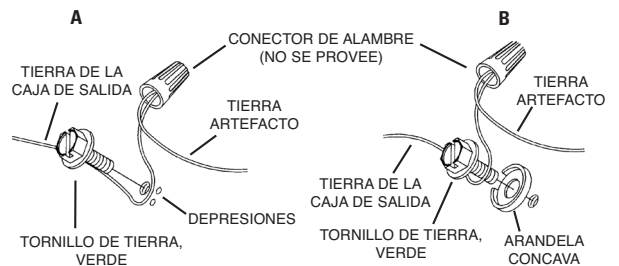 A
B
CONECTOR DE ALAMBRE
(NO SE PROVEE)
TIERRA DE LA
CAJA DE SALIDA
TIERRA
ARTEFACTO
TIERRA
ARTEFACTO
DEPRESIONES
TORNILLO DE TIERRA,
VERDE
TIERRA DE LA
CAJA DE SALIDA
TORNILLO DE TIERRA,
VERDE
ARANDELA
CONCAVA